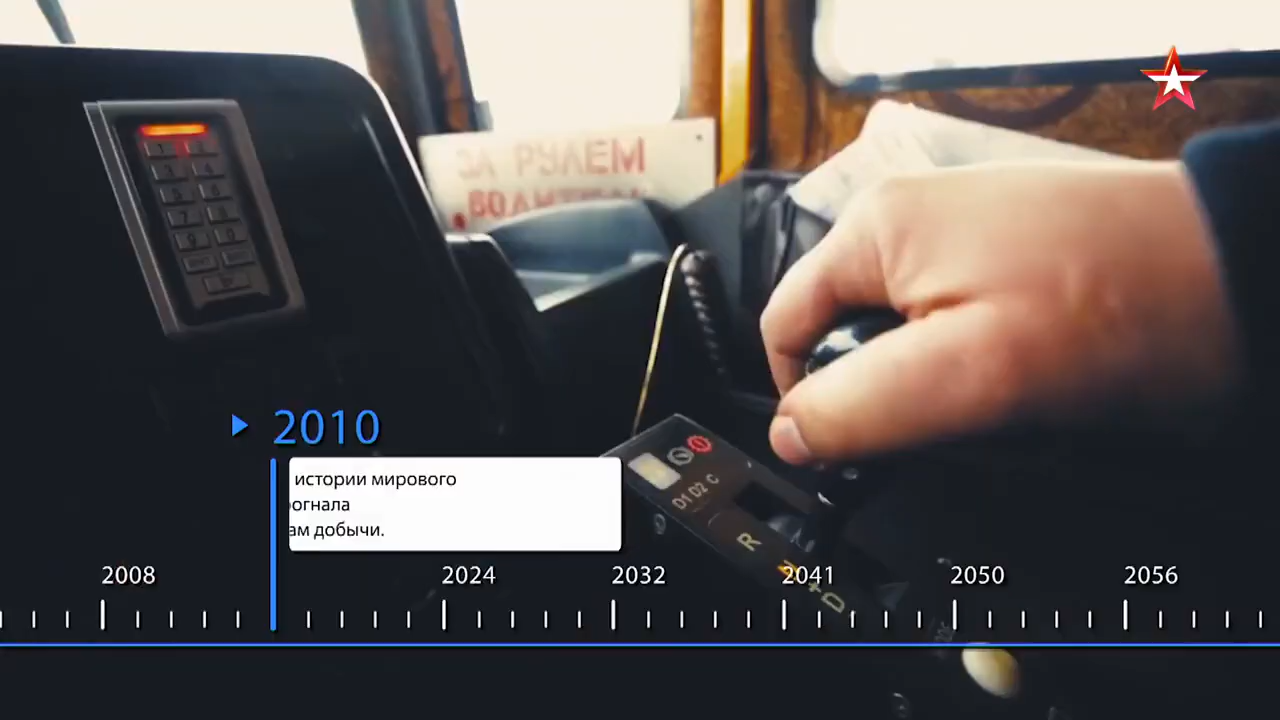 ЗА РУЛЕМ
2010
истории мирового
огнала
ам добычи.
D1 D2 C
R
N
+
D
2008
2024
2032
2041
2050
2056